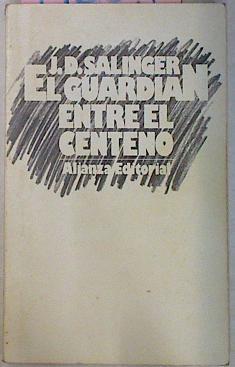 J.D. SALINGER
EL GUARDIAN
ENTRE EL
CENTENO
Alianza Editorial